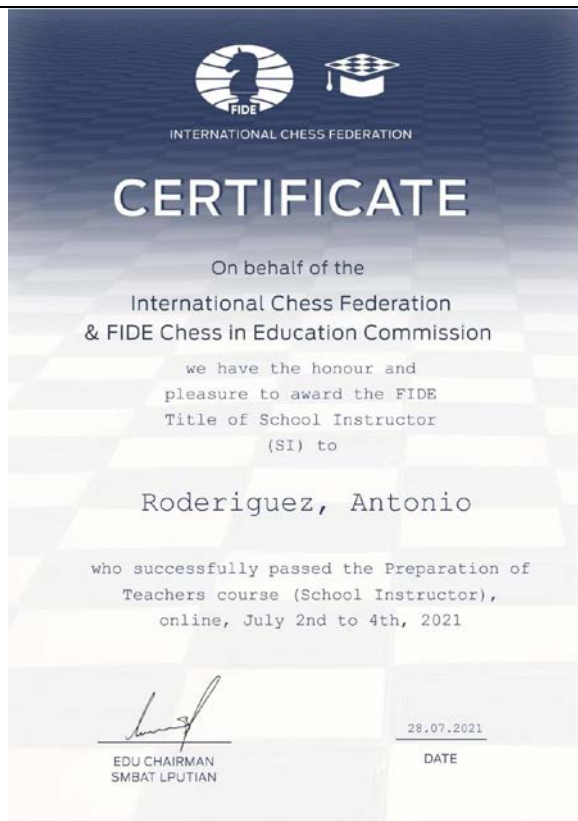 FIDE
INTERNATIONAL CHESS FEDERATION
CERTIFICATE
On behalf of the
International Chess Federation
& FIDE Chess in Education Commission
we have the honour and
pleasure to award the FIDE
Title of School Instructor
(SI) to
Roderiguez, Antonio
who successfully passed the Preparation of
Teachers course (School Instructor),
online, July 2nd to 4th, 2021
28.07.2021
EDU CHAIRMAN
SMBAT LPUTIAN
DATE